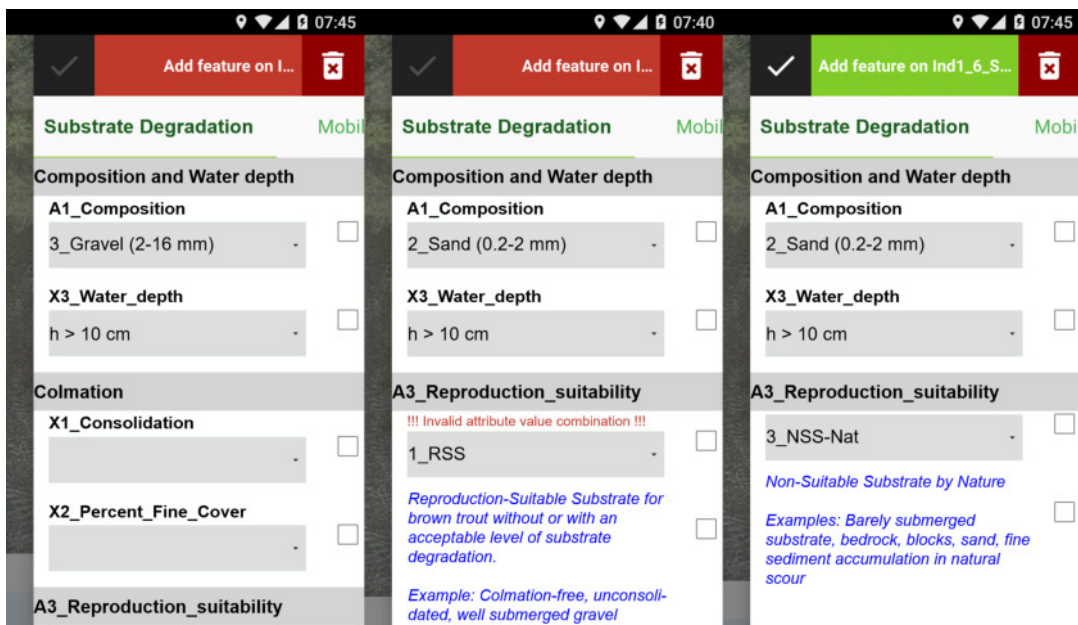 07:45
Add feature on I...
Substrate Degradation Mobil
Composition and Water depth
A1_Composition
3_Gravel (2-16 mm)
X3_Water_depth
h > 10 cm
Colmation
X1_Consolidation
X2_Percent_Fine_Cover
A3_Reproduction_suitability
07:40
Add feature on I...
Substrate Degradation Mobil
Composition and Water depth
A1_Composition
2_Sand (0.2-2 mm)
X3_Water_depth
h > 10 cm
A3_Reproduction_suitability
!!! Invalid attribute value combination !!!
1_RSS
Reproduction-Suitable Substrate for
brown trout without or with an
acceptable level of substrate
degradation.
Example: Colmation-free, unconsoli-
dated, well submerged gravel
07:45
Add feature on Ind1_6_S...
Substrate Degradation Mobi
Composition and Water depth
A1_Composition
2_Sand (0.2-2 mm)
X3_Water_depth
h > 10 cm
A3_Reproduction_suitability
3_NSS-Nat
Non-Suitable Substrate by Nature
Examples: Barely submerged
substrate, bedrock, blocks, sand, fine
sediment accumulation in natural
scour